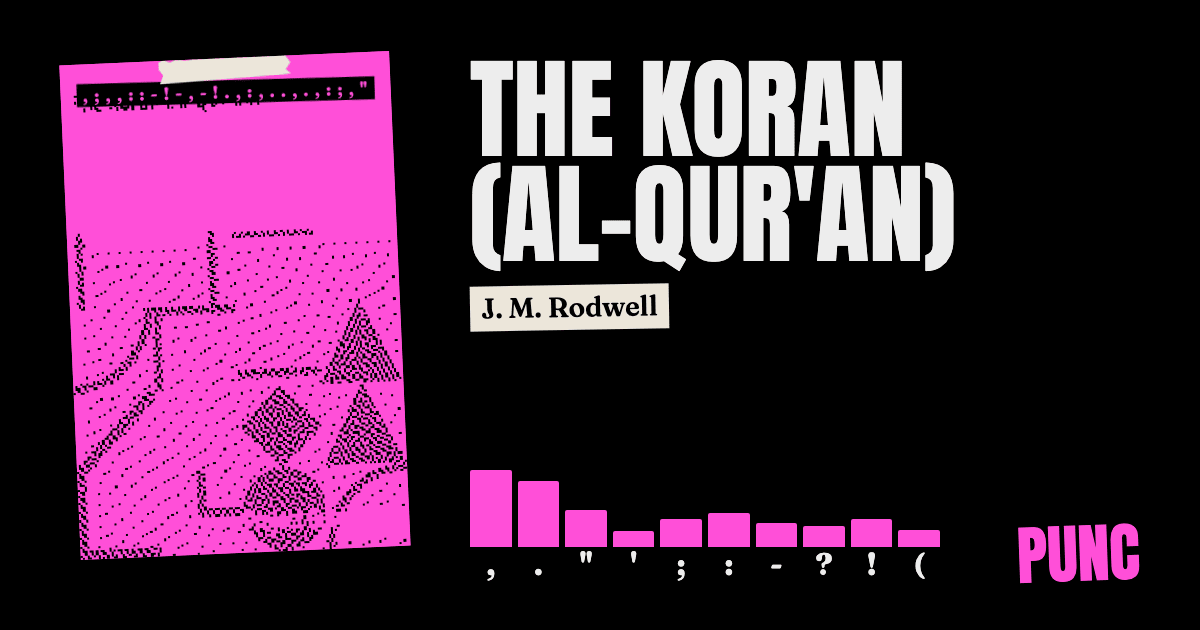 ,;,,::-!-,-!.,:,..,.,:;,"
THE KORAN
(AL-QUR'AN)
J. M. Rodwell
, . " ' ; : - ? ! (
PUNC